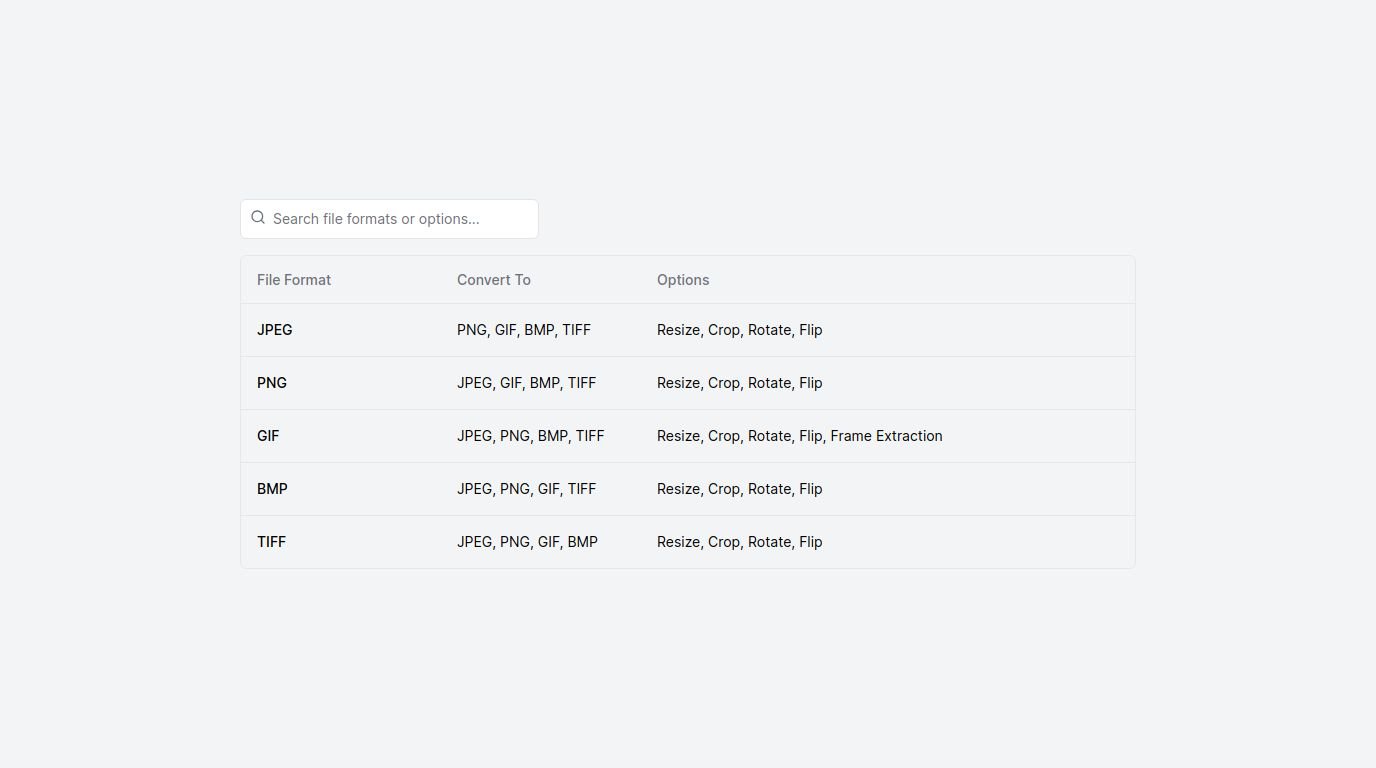 Search file formats or options...
File Format Convert To Options
JPEG PNG, GIF, BMP, TIFF Resize, Crop, Rotate, Flip
PNG JPEG, GIF, BMP, TIFF Resize, Crop, Rotate, Flip
GIF JPEG, PNG, BMP, TIFF Resize, Crop, Rotate, Flip, Frame Extraction
BMP JPEG, PNG, GIF, TIFF Resize, Crop, Rotate, Flip
TIFF JPEG, PNG, GIF, BMP Resize, Crop, Rotate, Flip